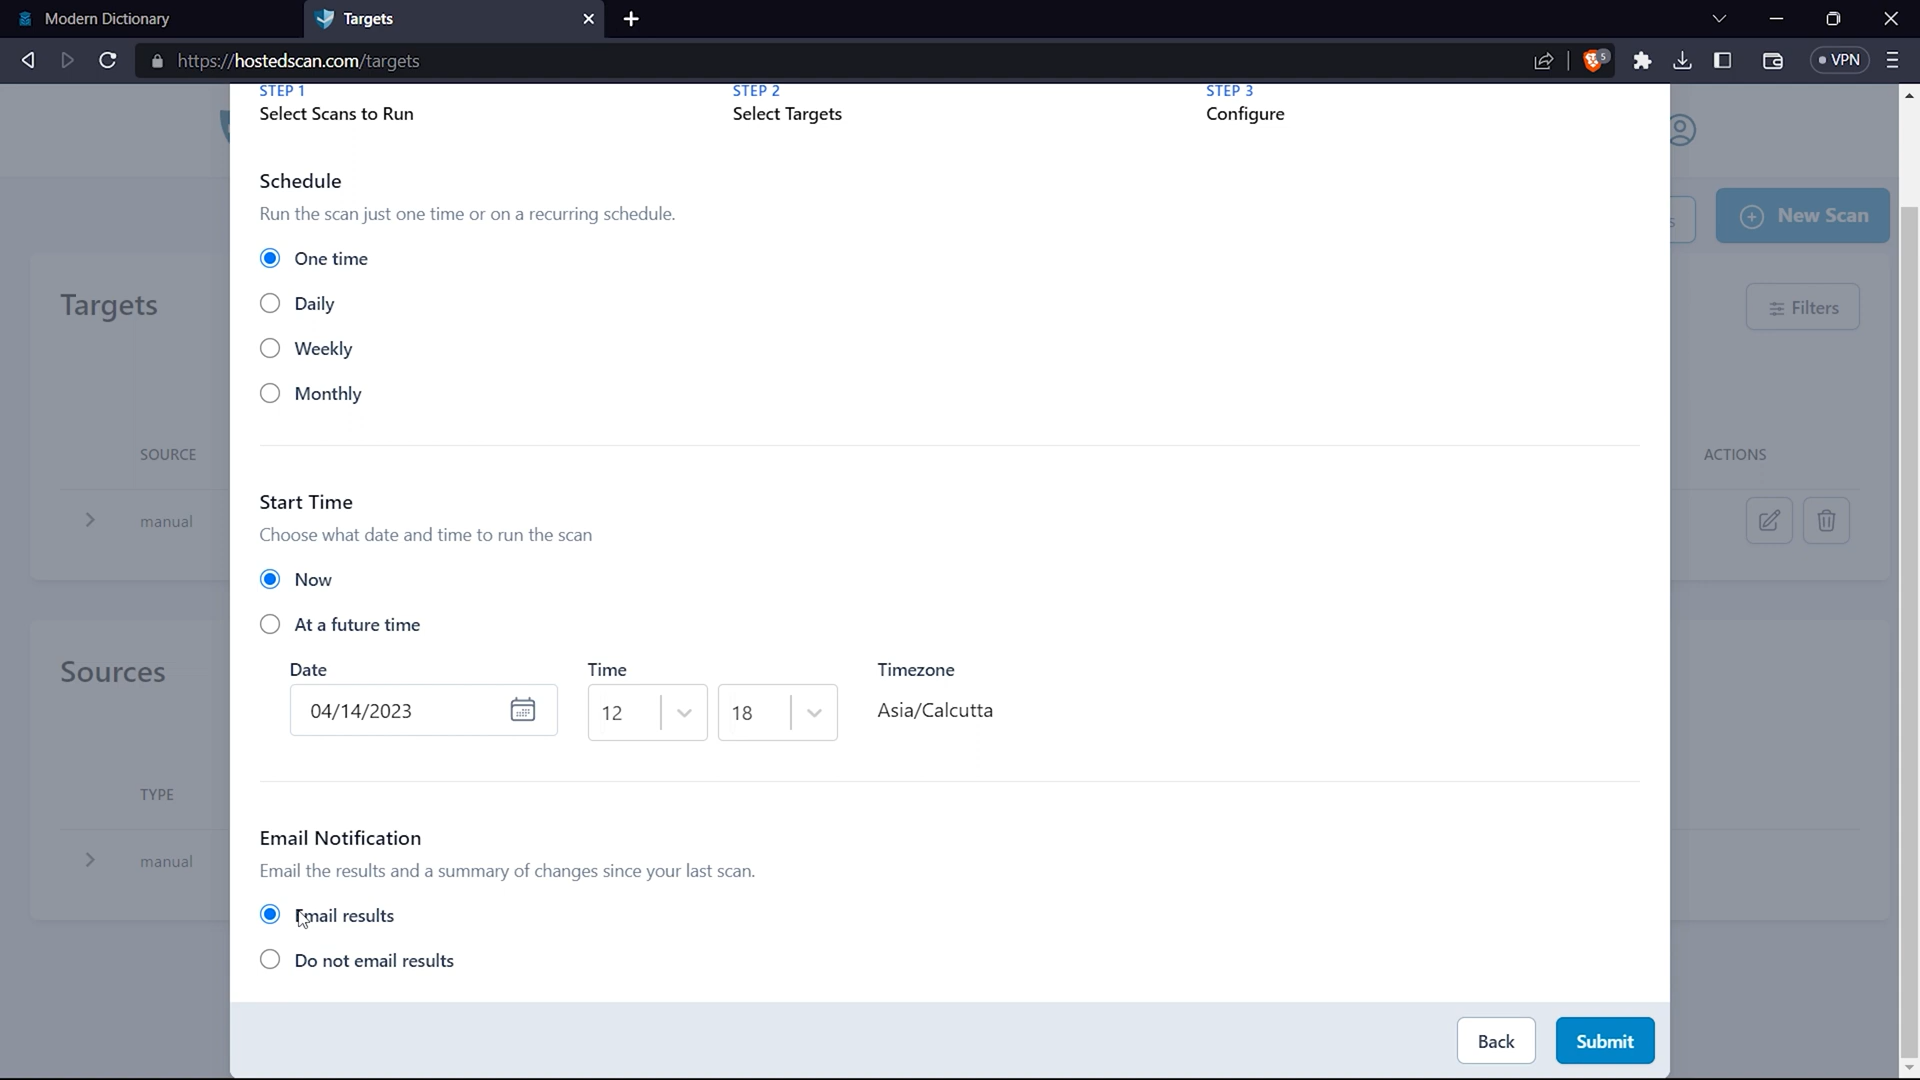 Modern Dictionary
Targets
https://hostedscan.com/targets
5
VPN
STEP 1
STEP 2
STEP 3
Select Scans to Run
Select Targets
Configure
Schedule
Run the scan just one time or on a recurring schedule.
New Scan
One time
Targets
Daily
Filters
Weekly
Monthly
SOURCE
ACTIONS
Start Time
manual
Choose what date and time to run the scan
Now
At a future time
Sources
Date
Time
Timezone
04/14/2023
12
18
Asia/Calcutta
TYPE
Email Notification
manual
Email the results and a summary of changes since your last scan.
Email results
Do not email results
Back
Submit